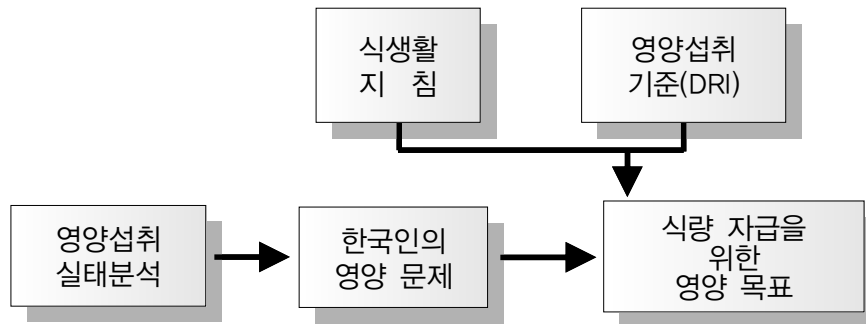 식생활
지 침
영양섭취
기준(DRI)
영양섭취
실태분석
한국인의
영양 문제
식량 자급을
위한
영양 목표